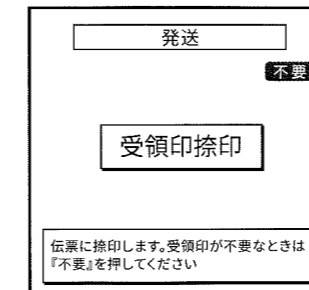 発送
不要
受領印捺印
伝票に捺印します。受領印が不要なときは
『不要』を押してください